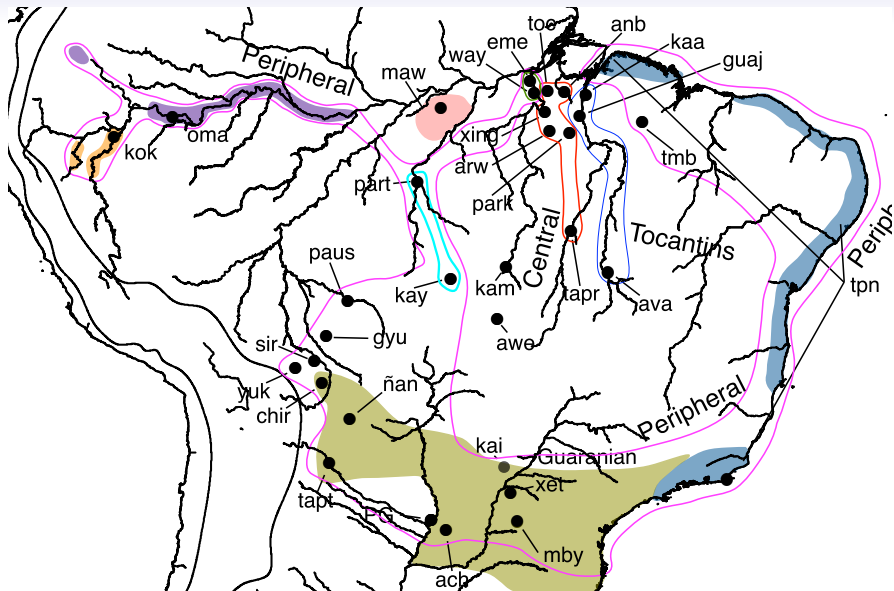 toc
anb
eme
kaa
way
guaj
Peripheral
maw
xing
kok
oma
tmb
arw
part
park
Periph
Central
Tocantins
paus
tpn
kay
kam
tapr
ava
gyu
awe
sir
yuk
ñan
chir
Peripheral
kai
Guaranian
xet
tapt
PG
mby
ach